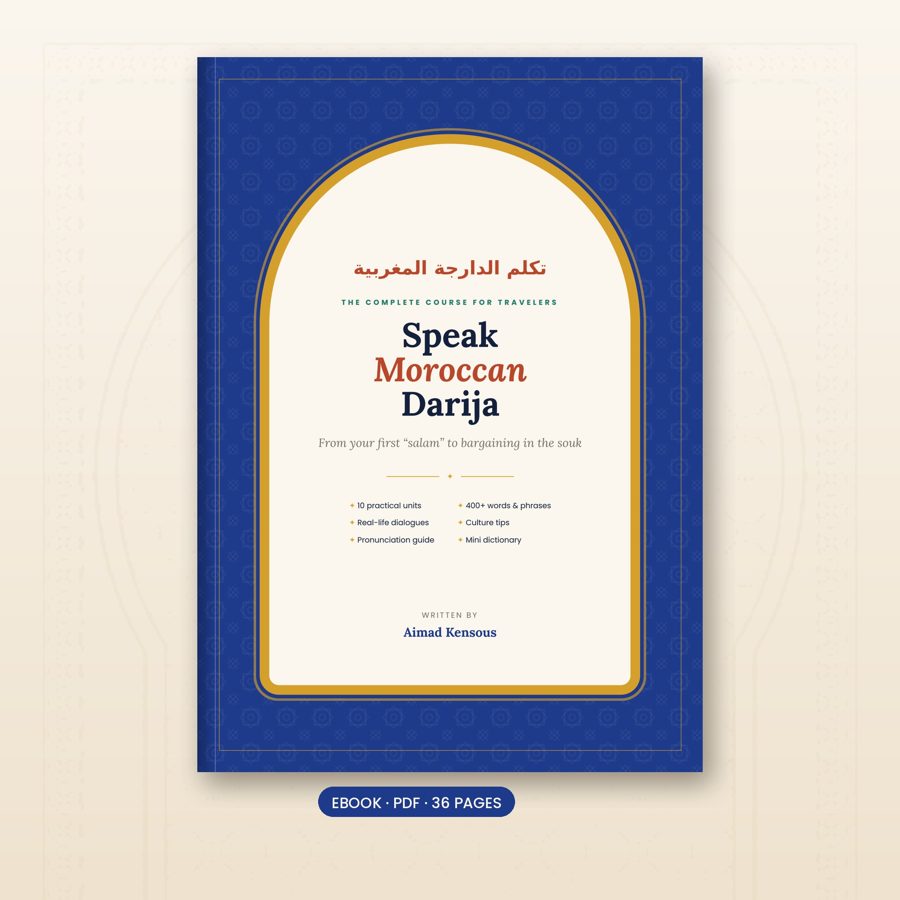 تكلم الدارجة المغربية
THE COMPLETE COURSE FOR TRAVELERS
Speak
Moroccan
Darija
From your first “salam” to bargaining in the souk
✦ 10 practical units
✦ 400+ words & phrases
✦ Real-life dialogues
✦ Culture tips
✦ Pronunciation guide
✦ Mini dictionary
WRITTEN BY
Aimad Kensous
EBOOK · PDF · 36 PAGES